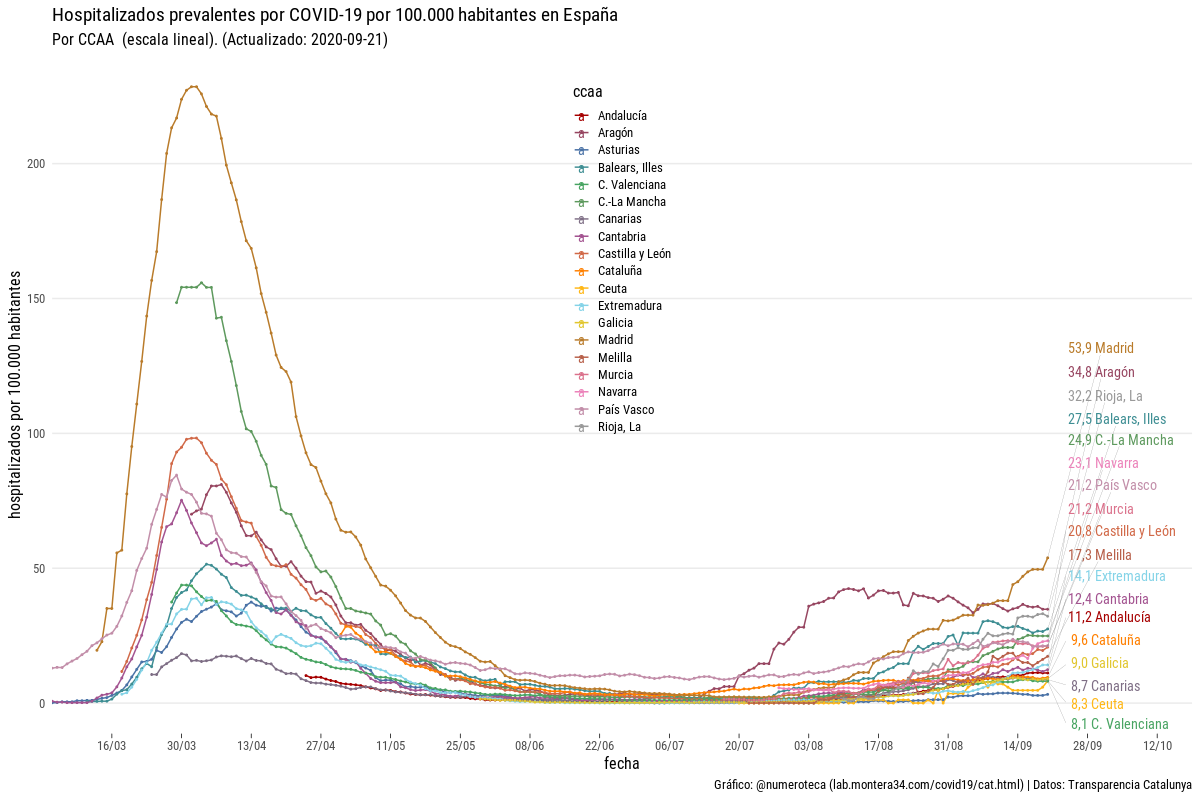 Hospitalizados prevalentes por COVID-19 por 100.000 habitantes en España
Por CCAA  (escala lineal). (Actualizado: 2020-09-21)
hospitalizados por 100.000 habitantes
200
150
100
50
0
ccaa
Andalucía
Aragón
Asturias
Balears, Illes
C. Valenciana
C.-La Mancha
Canarias
Cantabria
Castilla y León
Cataluña
Ceuta
Extremadura
Galicia
Madrid
Melilla
Murcia
Navarra
País Vasco
Rioja, La
53,9 Madrid
34,8 Aragón
32,2 Rioja, La
27,5 Balears, Illes
24,9 C.-La Mancha
23,1 Navarra
21,2 País Vasco
21,2 Murcia
20,8 Castilla y León
17,3 Melilla
14,1 Extremadura
12,4 Cantabria
11,2 Andalucía
9,6 Cataluña
9,0 Galicia
8,7 Canarias
8,3 Ceuta
8,1 C. Valenciana
16/03 30/03 13/04 27/04 11/05 25/05 08/06 22/06 06/07 20/07 03/08 17/08 31/08 14/09 28/09 12/10
fecha
Gráfico: @numeroteca (lab.montera34.com/covid19/cat.html) | Datos: Transparencia Catalunya